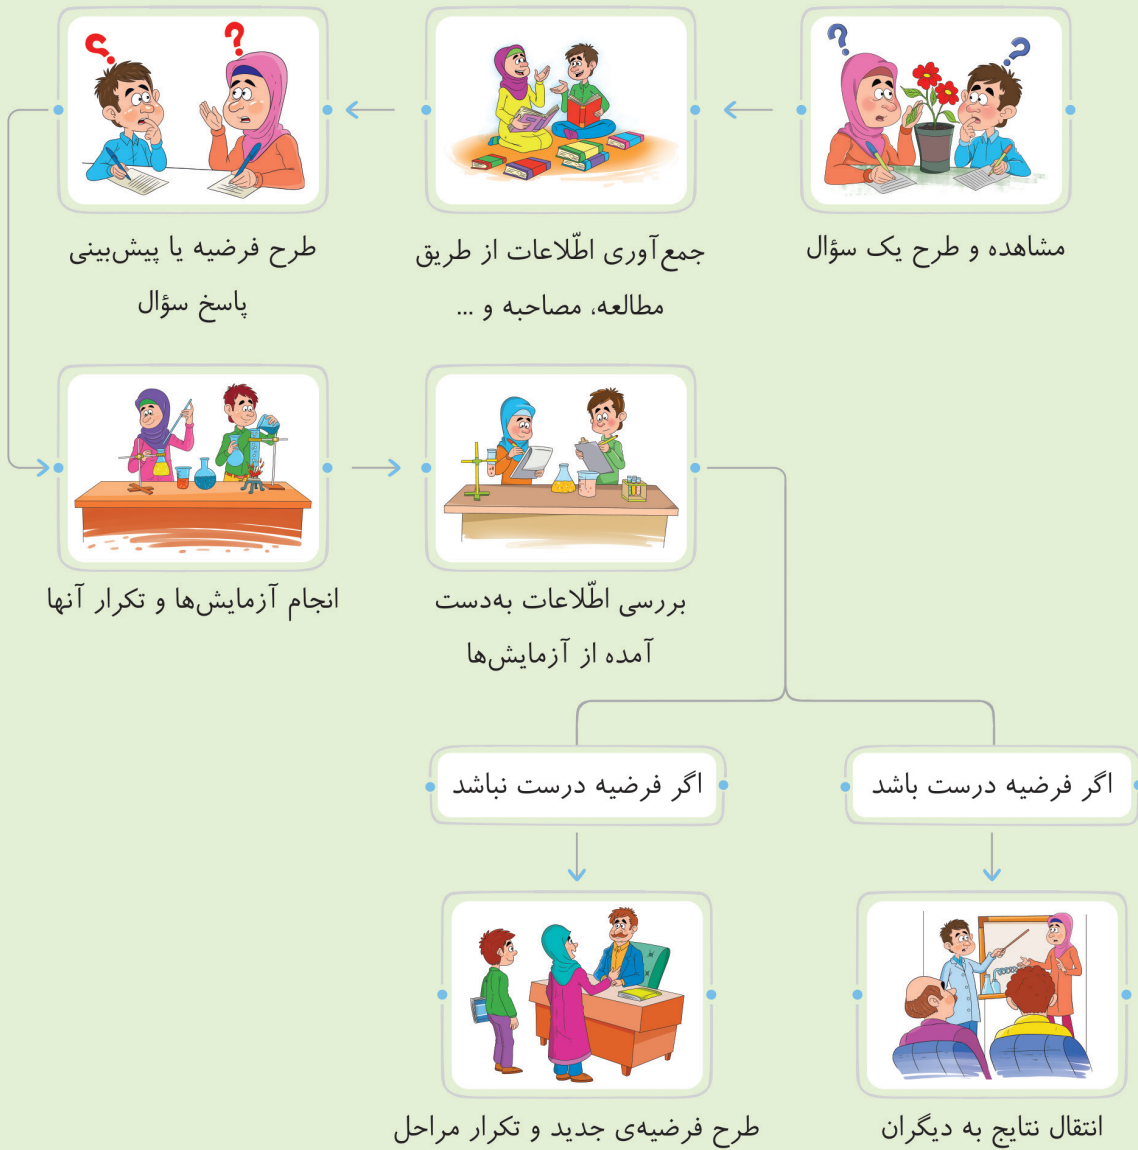 مشاهده و طرح یک سؤال
جمع‌آوری اطّلاعات از طریق
مطالعه، مصاحبه و ...
طرح فرضیه یا پیش‌بینی
پاسخ سؤال
انجام آزمایش‌ها و تکرار آنها
بررسی اطّلاعات به‌دست
آمده از آزمایش‌ها
اگر فرضیه درست باشد
اگر فرضیه درست نباشد
انتقال نتایج به دیگران
طرح فرضیه‌ی جدید و تکرار مراحل